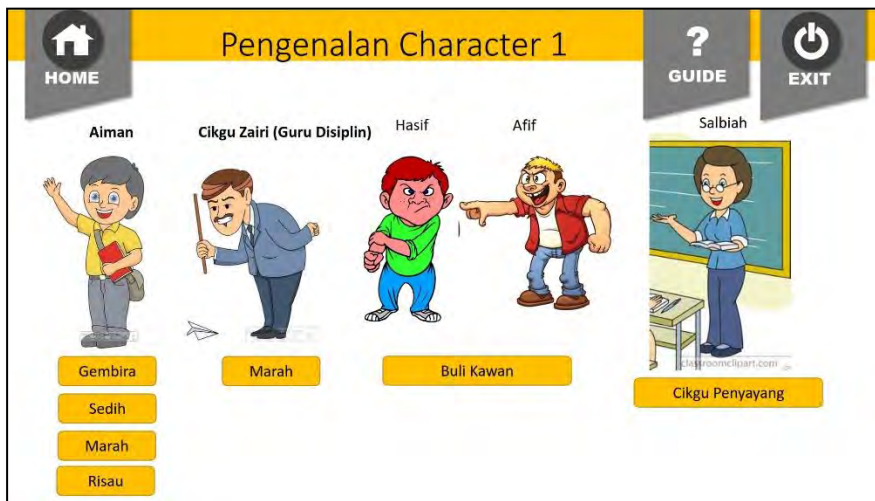 Pengenalan Character 1
HOME
?
GUIDE
EXIT
Aiman
Cikgu Zairi (Guru Disiplin)
Hasif
Afif
Salbiah
classroomclipart.com
Gembira
Marah
Buli Kawan
Cikgu Penyayang
Sedih
Marah
Risau